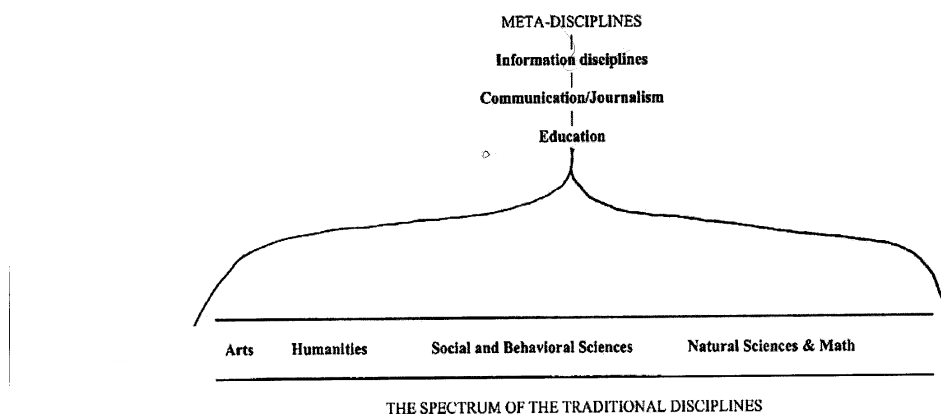 META-DISCIPLINES
Information disciplines
Communication/Journalism
Education
Arts Humanities Social and Behavioral Sciences Natural Sciences & Math
THE SPECTRUM OF THE TRADITIONAL DISCIPLINES